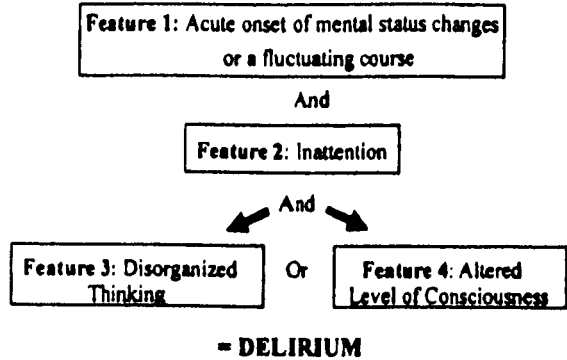 Feature 1: Acute onset of mental status changes
or a fluctuating course
And
Feature 2: Inattention
And
Feature 3: Disorganized
Thinking
Or
Feature 4: Altered
Level of Consciousness
= DELIRIUM